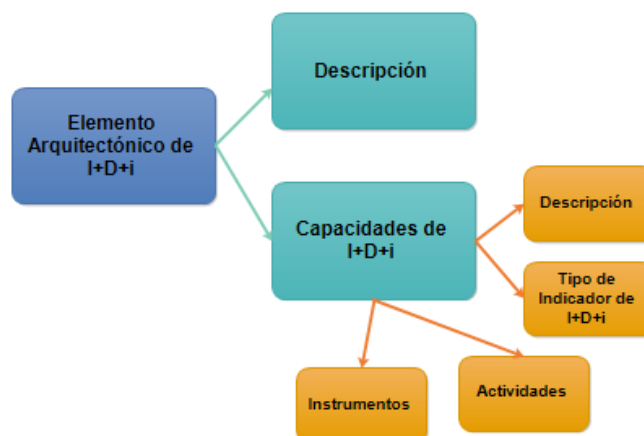 Descripción
Elemento
Arquitectónico de
I+D+i
Capacidades de
I+D+i
Descripción
Tipo de
Indicador de
I+D+i
Instrumentos
Actividades